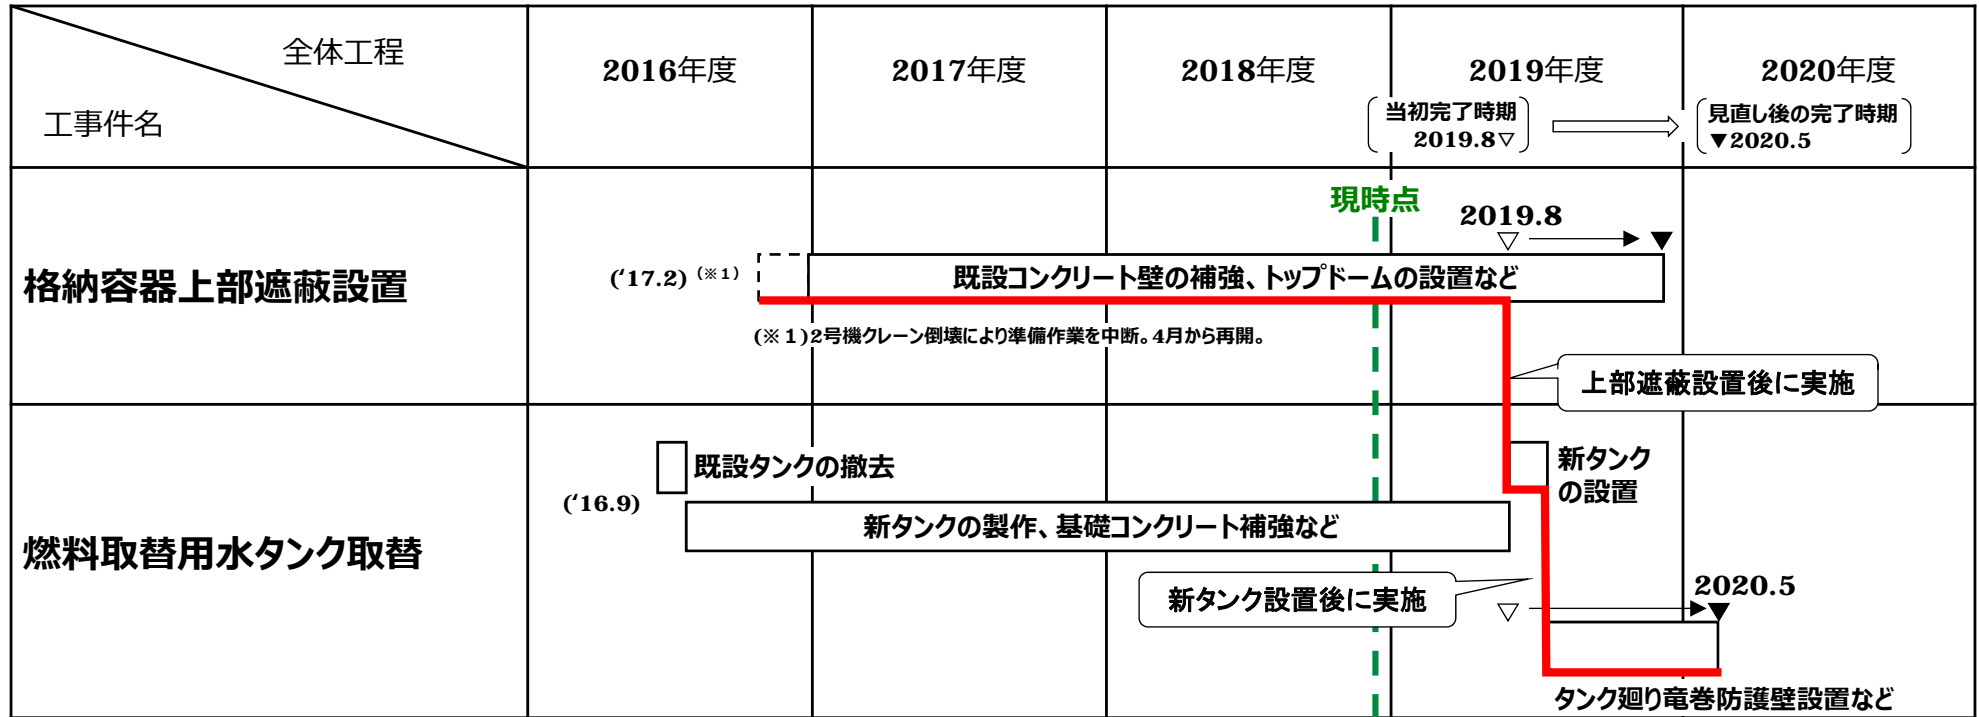 全体工程
工事件名
2016年度
2017年度
2018年度
2019年度
2020年度
当初完了時期
2019.8▽
見直し後の完了時期
▼2020.5
現時点
2019.8
▽
▼
格納容器上部遮蔽設置
(‘17.2)(※1)
既設コンクリート壁の補強、トップドームの設置など
(※１)2号機クレーン倒壊により準備作業を中断。4月から再開。
上部遮蔽設置後に実施
燃料取替用水タンク取替
(‘16.9)
既設タンクの撤去
新タンクの製作、基礎コンクリート補強など
新タンク
の設置
新タンク設置後に実施
2020.5
▽
▼
タンク廻り竜巻防護壁設置など